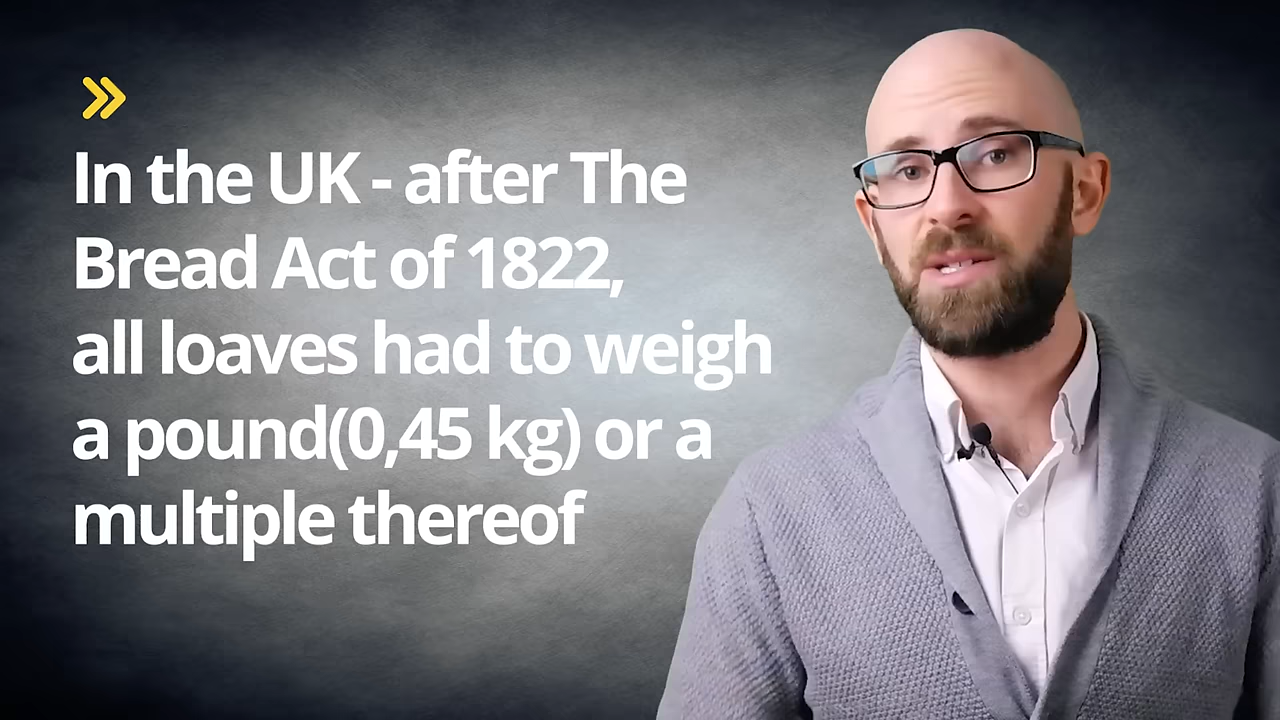 In the UK - after The
Bread Act of 1822,
all loaves had to weigh
a pound(0,45 kg) or a
multiple thereof